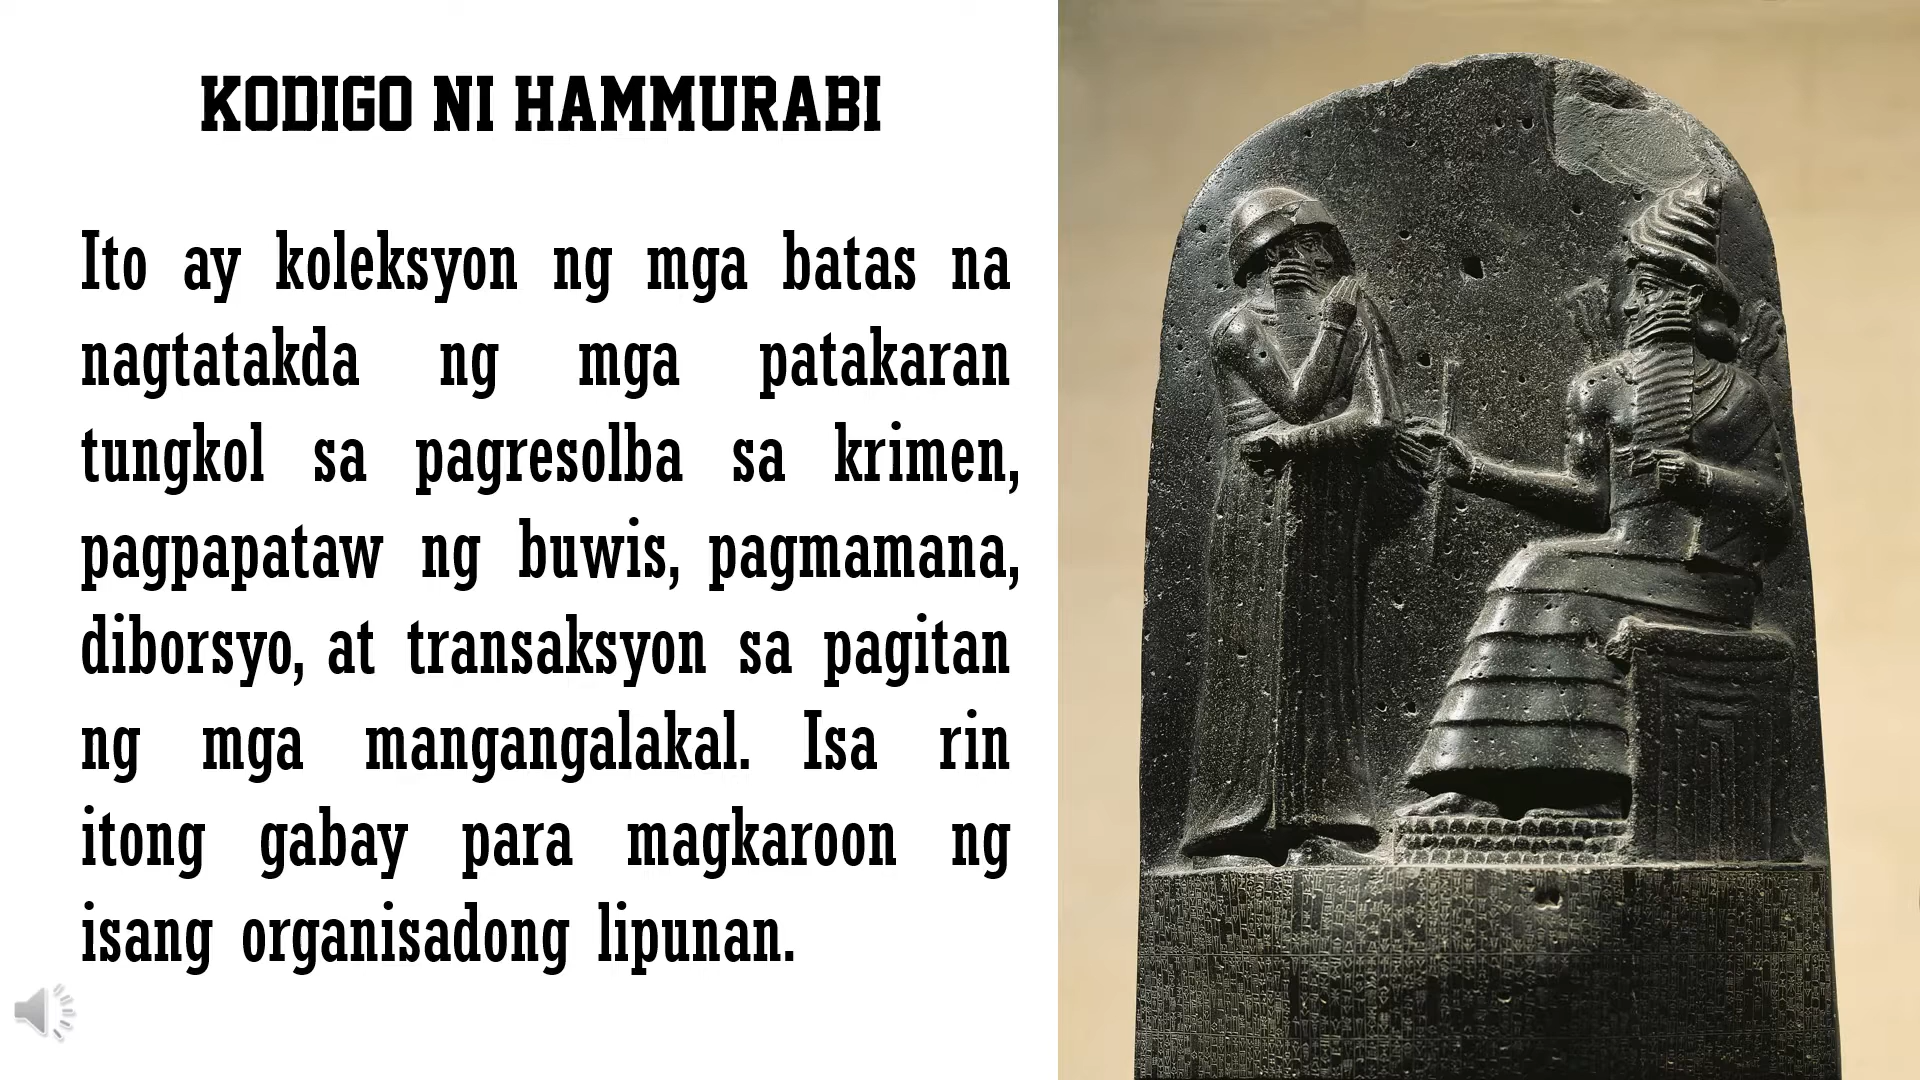 KODIGO NI HAMMURABI
Ito ay koleksyon ng mga batas na
nagtatakda ng mga patakaran
tungkol sa pagresolba sa krimen,
pagpapataw ng buwis, pagmamana,
diborsyo, at transaksyon sa pagitan
ng mga mangangalakal. Isa rin
itong gabay para magkaroon ng
isang organisadong lipunan.